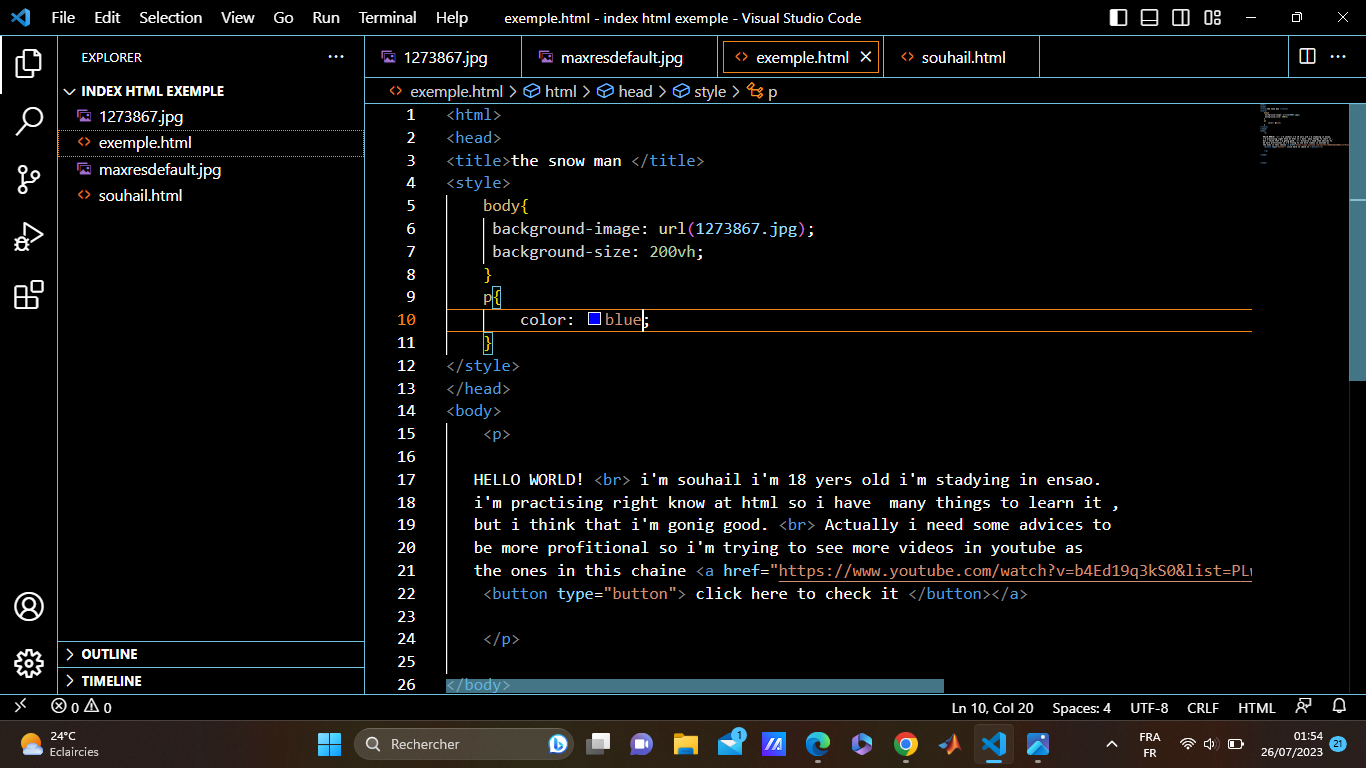 File Edit Selection View Go Run Terminal Help exemple.html - index html exemple - Visual Studio Code
EXPLORER
INDEX HTML EXEMPLE
1273867.jpg
exemple.html
maxresdefault.jpg
souhail.html
OUTLINE
TIMELINE
1273867.jpg maxresdefault.jpg exemple.html souhail.html
exemple.html > html > head > style > p
1 <html>
2 <head>
3 <title>the snow man </title>
4 <style>
5 body{
6 background-image: url(1273867.jpg);
7 background-size: 200vh;
8 }
9 p{
10 color: blue;
11 }
12 </style>
13 </head>
14 <body>
15 <p>
16
17 HELLO WORLD! <br> i'm souhail i'm 18 yers old i'm stadying in ensao.
18 i'm practising right know at html so i have  many things to learn it ,
19 but i think that i'm gonig good. <br> Actually i need some advices to
20 be more profitional so i'm trying to see more videos in youtube as
21 the ones in this chaine <a href="https://www.youtube.com/watch?v=b4Ed19q3kS0&list=PLw
22 <button type="button"> click here to check it </button></a>
23
24 </p>
25
26 </body>
0 0 Ln 10, Col 20 Spaces: 4 UTF-8 CRLF HTML
24°C
Eclaircies
Rechercher
1
FRA
FR
01:54
26/07/2023
21